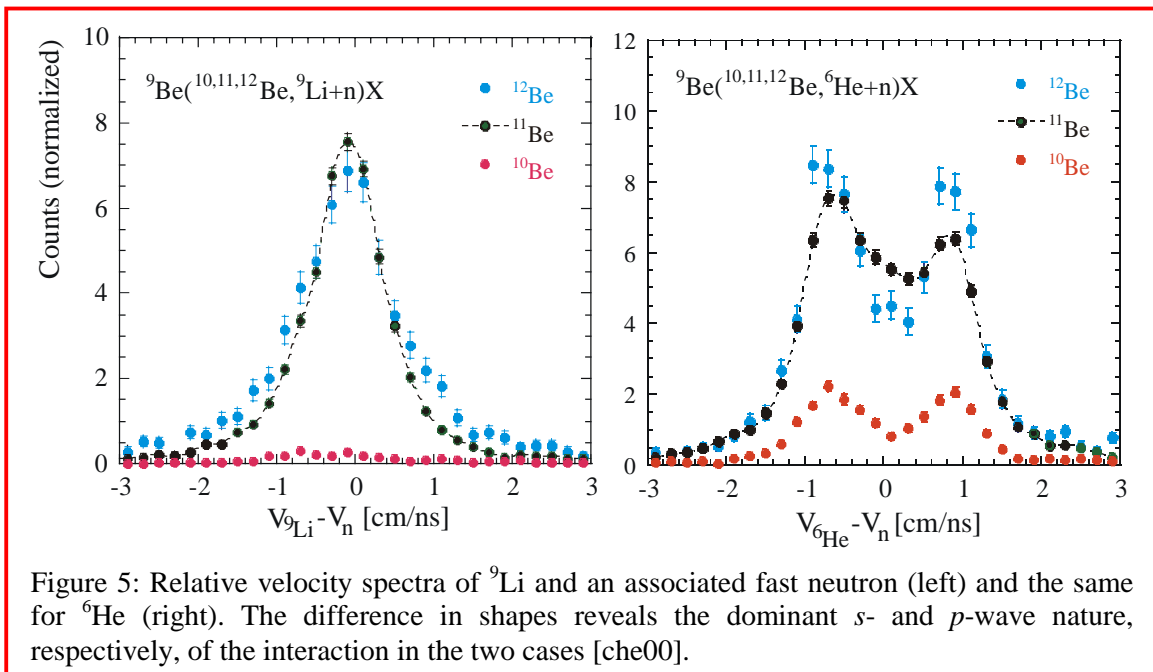 10
8
6
4
2
0
Counts (normalized)
⁹Be(¹⁰,¹¹,¹²Be,⁹Li+n)X
¹²Be
¹¹Be
¹⁰Be
-3 -2 -1 0 1 2 3
V₉Li-Vn [cm/ns]
12
10
8
6
4
2
0
⁹Be(¹⁰,¹¹,¹²Be,⁶He+n)X
¹²Be
¹¹Be
¹⁰Be
-3 -2 -1 0 1 2 3
V₆He-Vn [cm/ns]
Figure 5: Relative velocity spectra of ⁹Li and an associated fast neutron (left) and the same
for ⁶He (right). The difference in shapes reveals the dominant s- and p-wave nature,
respectively, of the interaction in the two cases [che00].